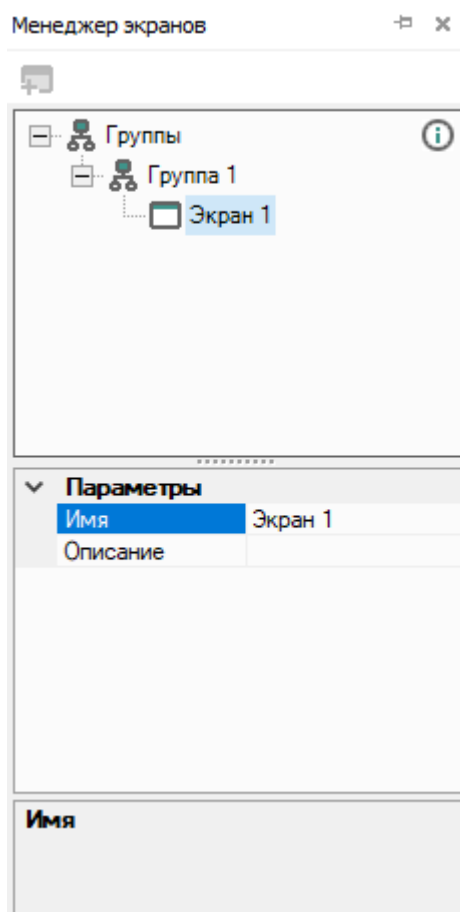 Менеджер экранов
Группы
Группа 1
Экран 1
Параметры
Имя Экран 1
Описание
Имя